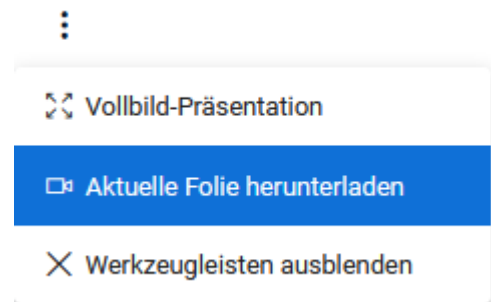 Vollbild-Präsentation
Aktuelle Folie herunterladen
Werkzeugleisten ausblenden